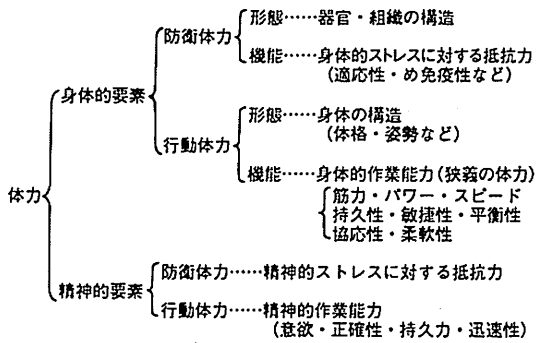 形態……器官・組織の構造
防衛体力
機能……身体的ストレスに対する抵抗力
(適応性・め免疫性など)
身体的要素
形態……身体の構造
(体格・姿勢など)
行動体力
機能……身体的作業能力(狭義の体力)
筋力・パワー・スピード
持久性・敏捷性・平衡性
協応性・柔軟性
体力
防衛体力……精神的ストレスに対する抵抗力
精神的要素
行動体力……精神的作業能力
(意欲・正確性・持久力・迅速性)